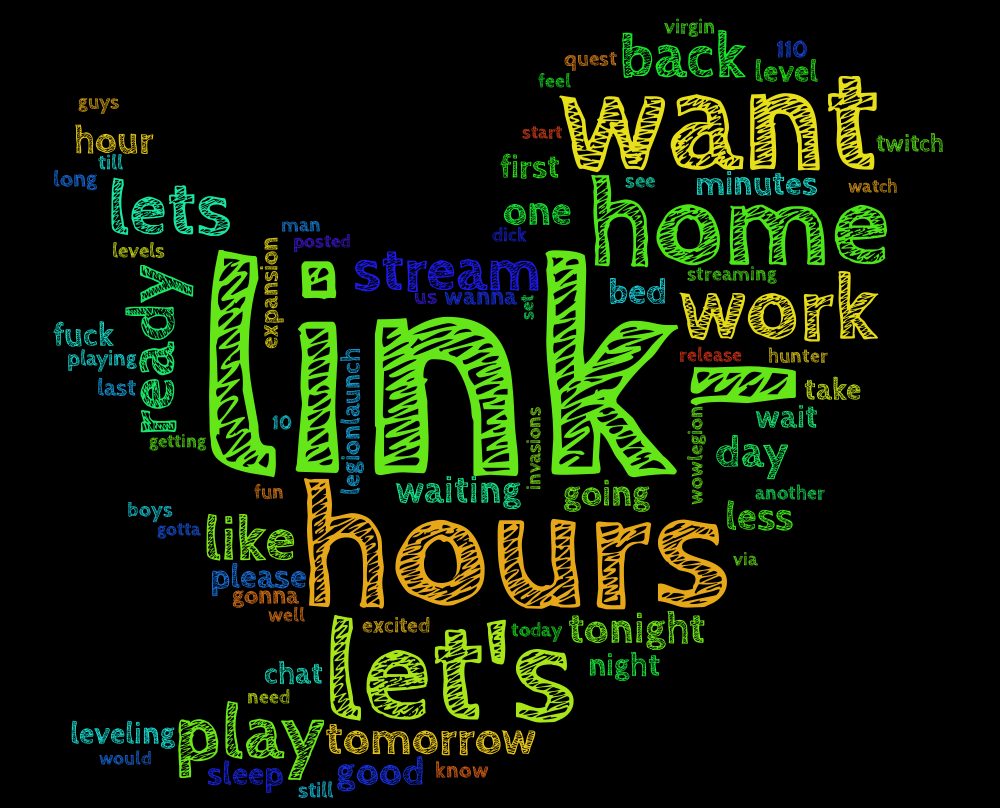 virgin
110
back
quest
level
feel
guys
want
hour
start
twitch
till
first
long
see
minutes
watch
lets
one
home
man
dick
posted
levels
expansion
stream
streaming
us wanna
set
bed
work
ready
link
fuck
playing
release
hunter
last
legionlaunch
-
take
10
invasions
wowlegion
wait
getting
day
fun
waiting
going
another
boys
less
gotta
like
hours
via
please
gonna
well
excited
today
tonight
let's
night
chat
need
leveling
play
tomorrow
would
sleep
good
know
still